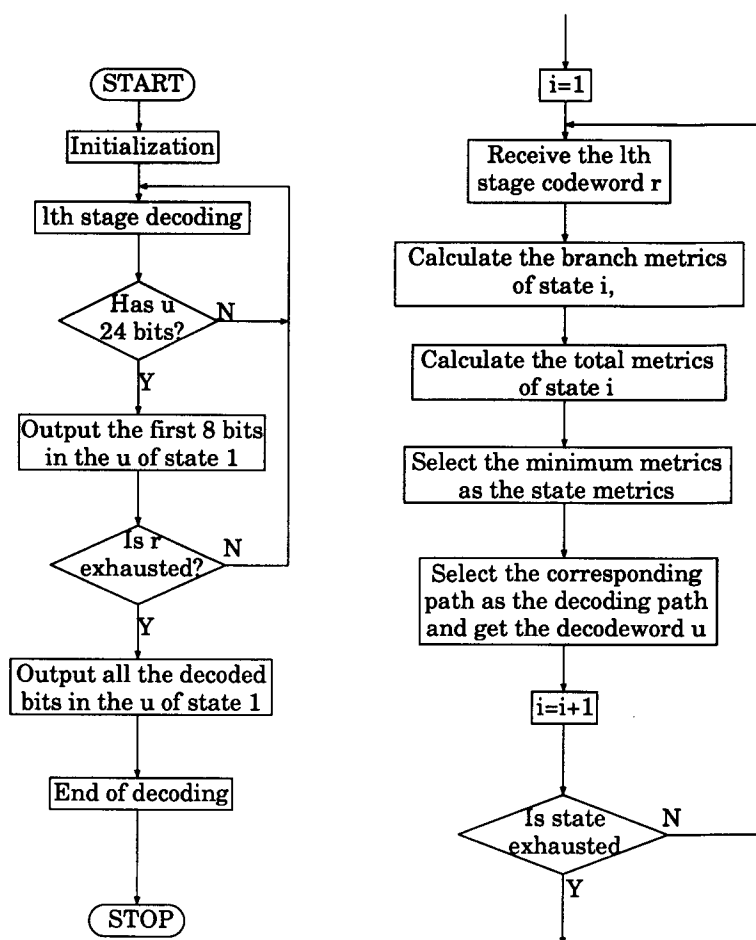 START
Initialization
lth stage decoding
Has u
24 bits?
N
Y
Output the first 8 bits
in the u of state 1
Is r
exhausted?
N
Y
Output all the decoded
bits in the u of state 1
End of decoding
STOP
i=1
Receive the lth
stage codeword r
Calculate the branch metrics
of state i,
Calculate the total metrics
of state i
Select the minimum metrics
as the state metrics
Select the corresponding
path as the decoding path
and get the decodeword u
i=i+1
Is state
exhausted
N
Y